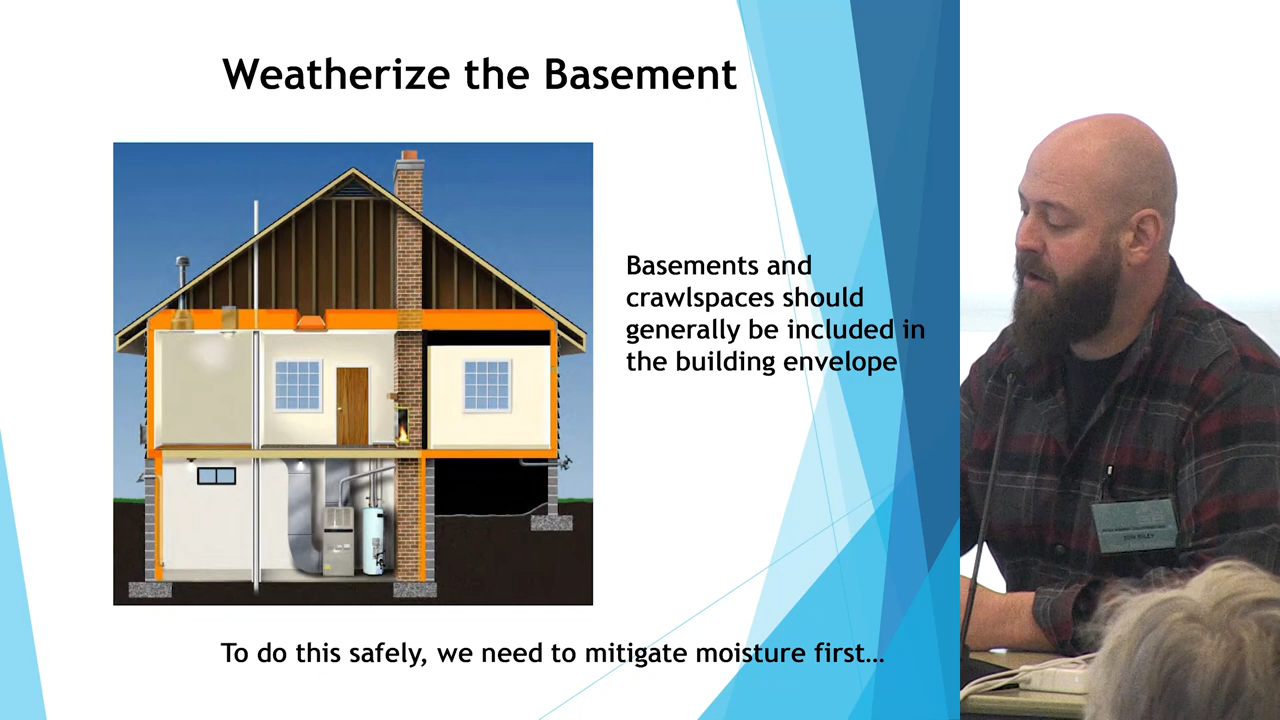 Weatherize the Basement
Basements and
crawlspaces should
generally be included in
the building envelope
To do this safely, we need to mitigate moisture first…